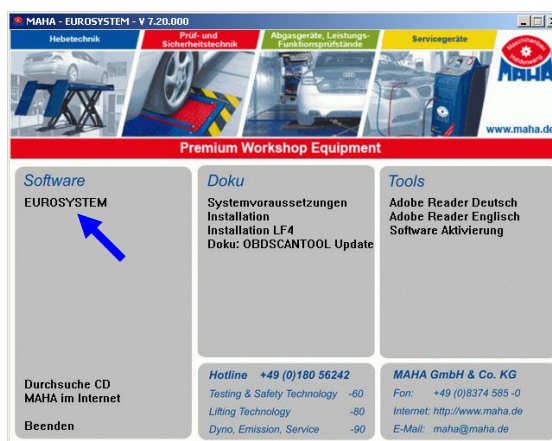 MAHA - EUROSYSTEM - V 7.20.000
Hebetechnik
Prüf- und
Sicherheitstechnik
Abgasgeräte, Leistungs-
Funktionsprüfstände
Servicegeräte
Maschinenbau
Haldenwang
MAHA
www.maha.de
Premium Workshop Equipment
Software
EUROSYSTEM
Durchsuche CD
MAHA im Internet
Beenden
Doku
Systemvoraussetzungen
Installation
Installation LF4
Doku: OBDSCANTOOL Update
Tools
Adobe Reader Deutsch
Adobe Reader Englisch
Software Aktivierung
Hotline +49 (0)180 56242
Testing & Safety Technology -60
Lifting Technology -80
Dyno, Emission, Service -90
MAHA GmbH & Co. KG
Fon: +49 (0)8374 585 -0
Internet: http://www.maha.de
E-Mail: maha@maha.de